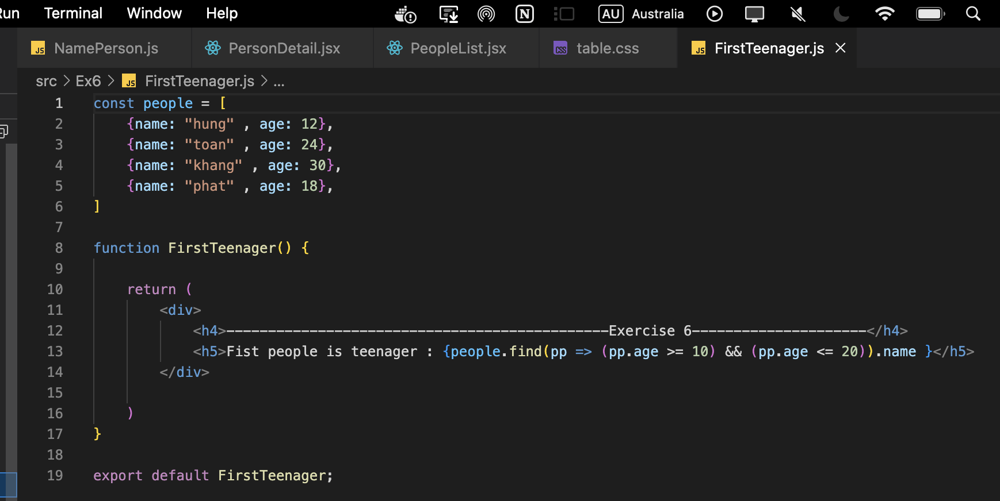 Run Terminal Window Help N AU Australia
JS NamePerson.js PersonDetail.jsx PeopleList.jsx CSS table.css JS FirstTeenager.js ×
src > Ex6 > JS FirstTeenager.js > ...
1 const people = [
2 {name: "hung" , age: 12},
3 {name: "toan" , age: 24},
4 {name: "khang" , age: 30},
5 {name: "phat" , age: 18},
6 ]
7
8 function FirstTeenager() {
9
10 return (
11 <div>
12 <h4>----------------------------------------------Exercise 6---------------------</h4>
13 <h5>Fist people is teenager : {people.find(pp => (pp.age >= 10) && (pp.age <= 20)).name }</h5>
14 </div>
15
16 )
17 }
18
19 export default FirstTeenager;